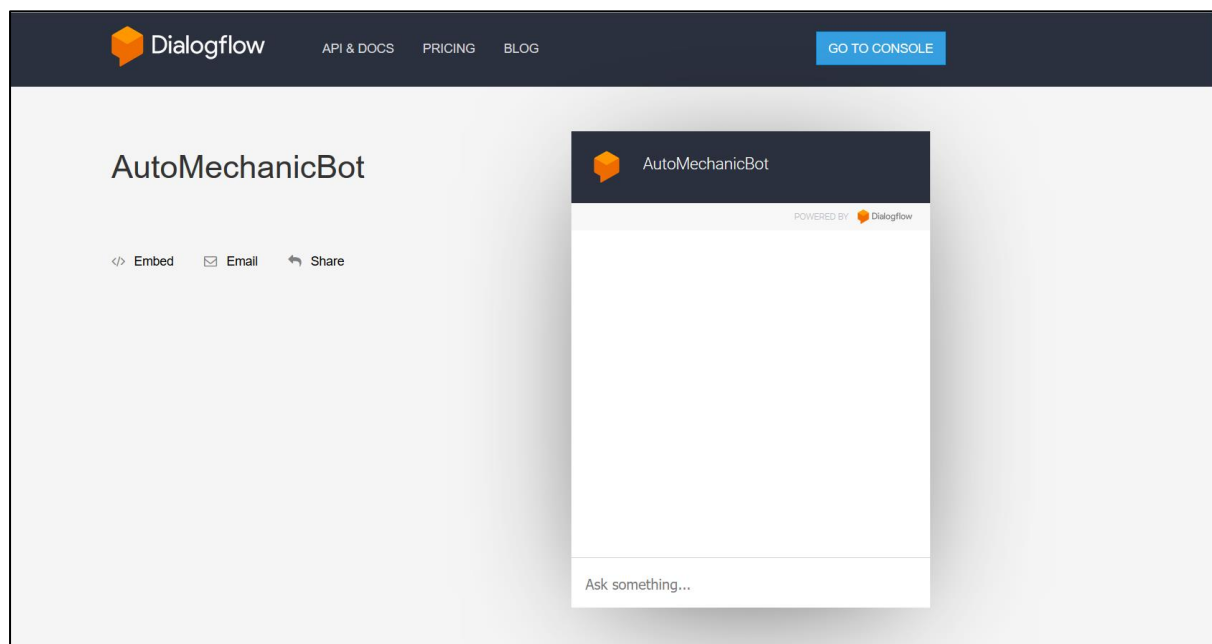 Dialogflow API & DOCS PRICING BLOG GO TO CONSOLE
AutoMechanicBot
Embed Email Share
AutoMechanicBot
POWERED BY Dialogflow
Ask something...